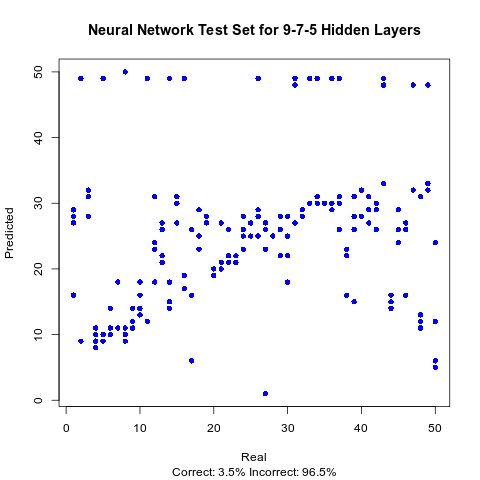 Neural Network Test Set for 9-7-5 Hidden Layers
Predicted
50
40
30
20
10
0
0 10 20 30 40 50
Real
Correct: 3.5% Incorrect: 96.5%